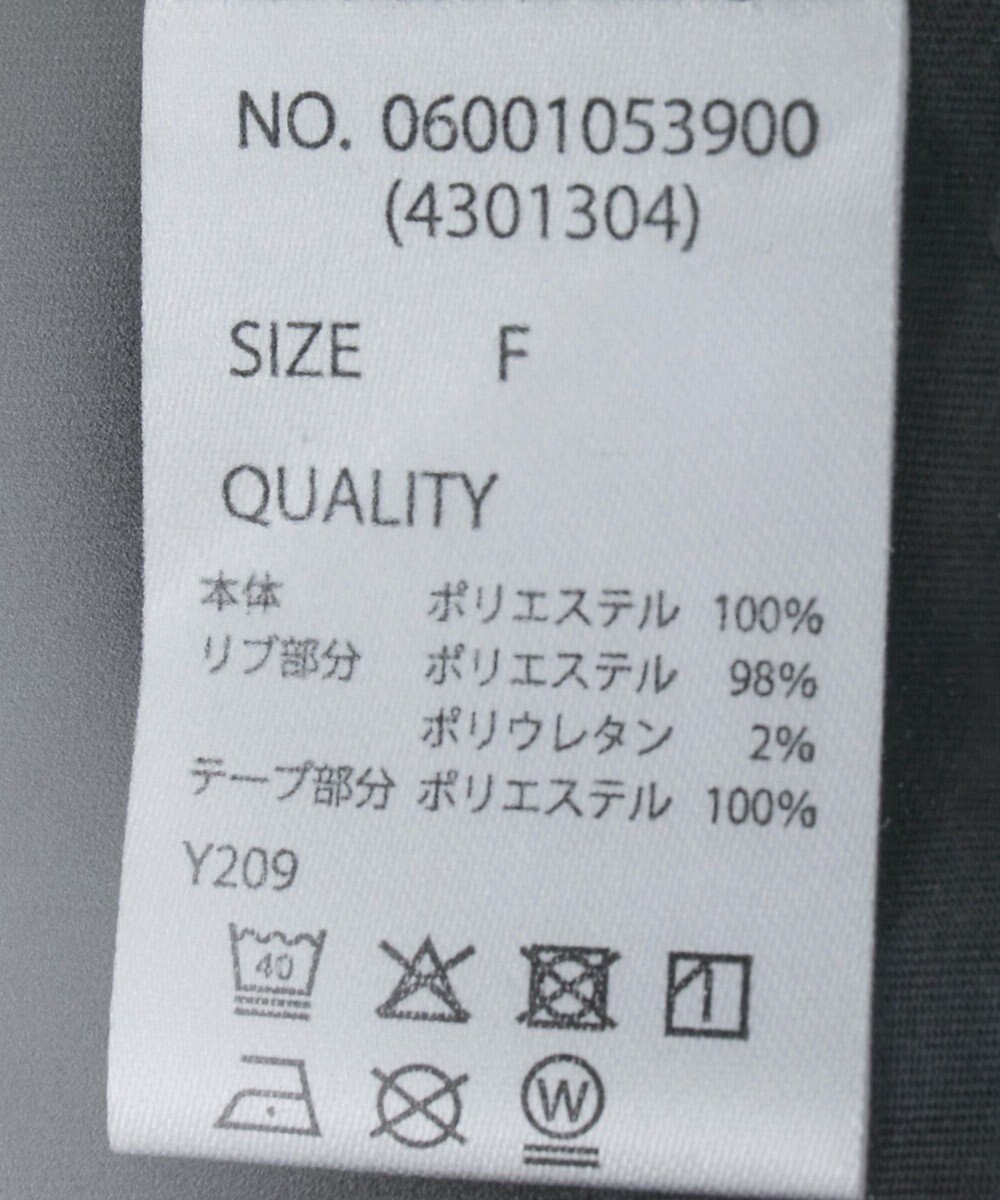 NO. 06001053900
(4301304)
SIZE F
QUALITY
本体 ポリエステル 100%
リブ部分 ポリエステル 98%
ポリウレタン 2%
テープ部分 ポリエステル 100%
Y209
40
W